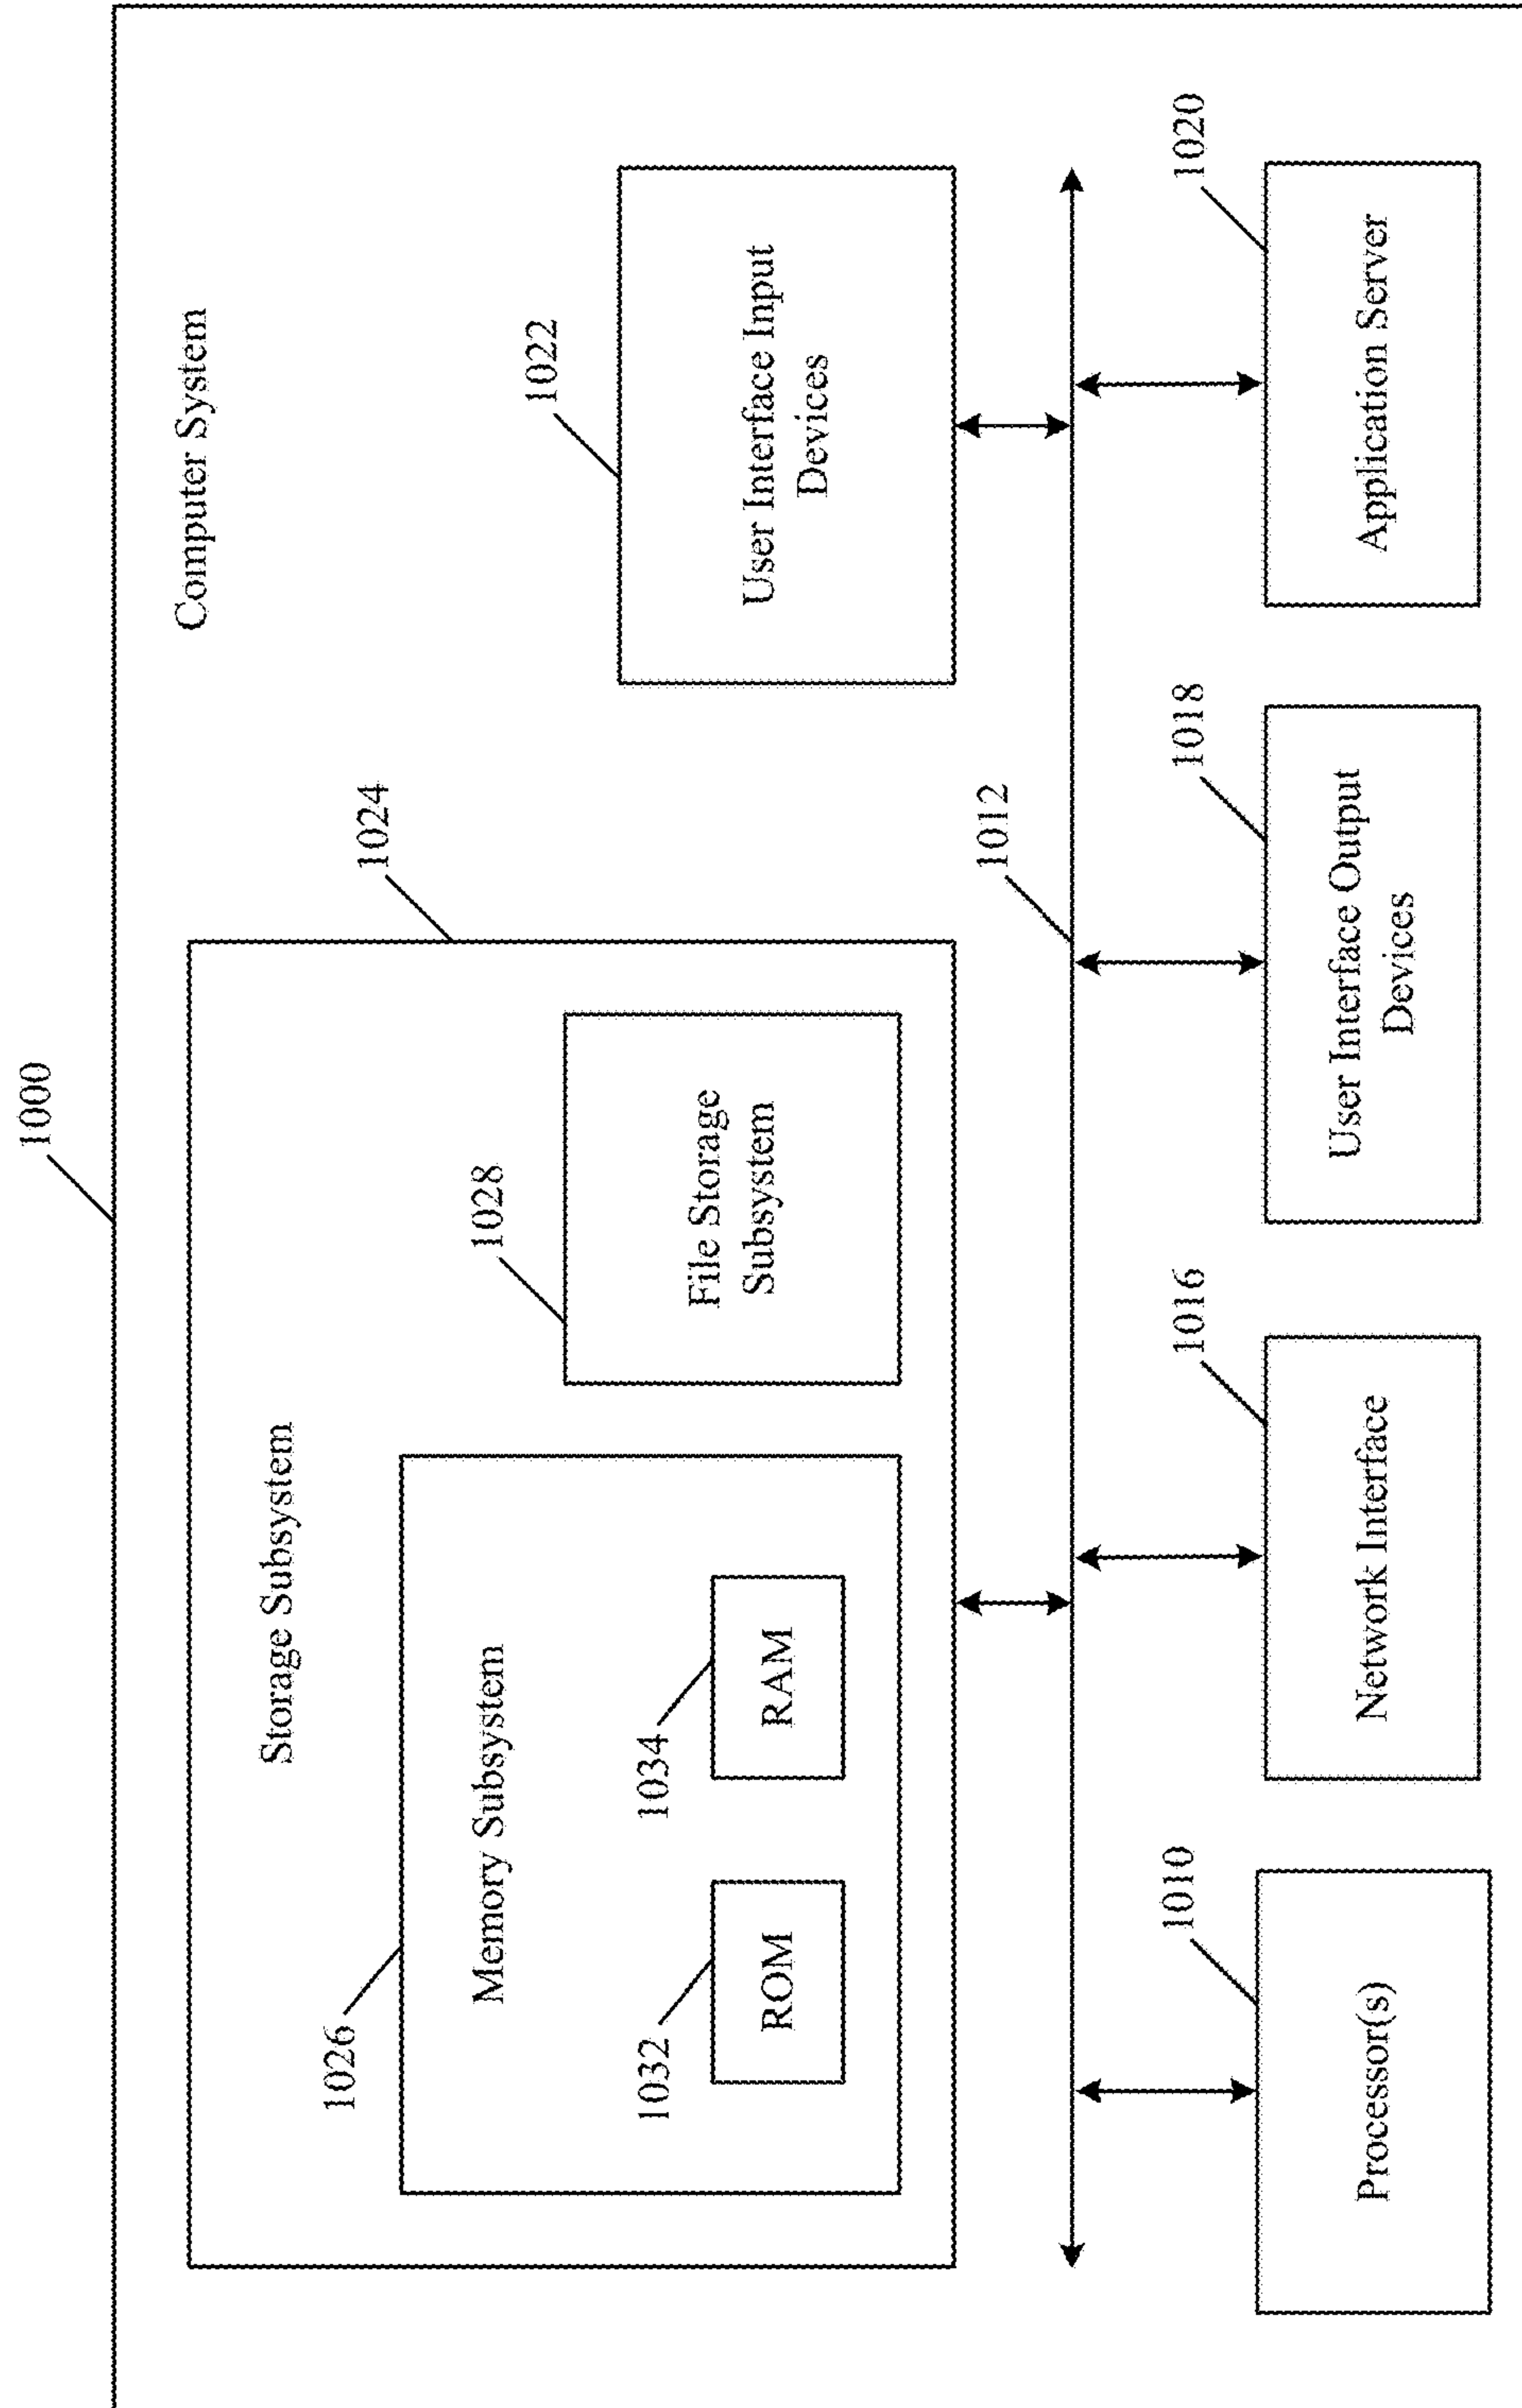 1000
Computer System
Storage Subsystem
1024
1026
Memory Subsystem
1028
1022
File Storage
Subsystem
User Interface Input
Devices
1032
1034
ROM
RAM
1012
1010
1016
1018
1020
Processor(s)
Network Interface
User Interface Output
Devices
Application Server